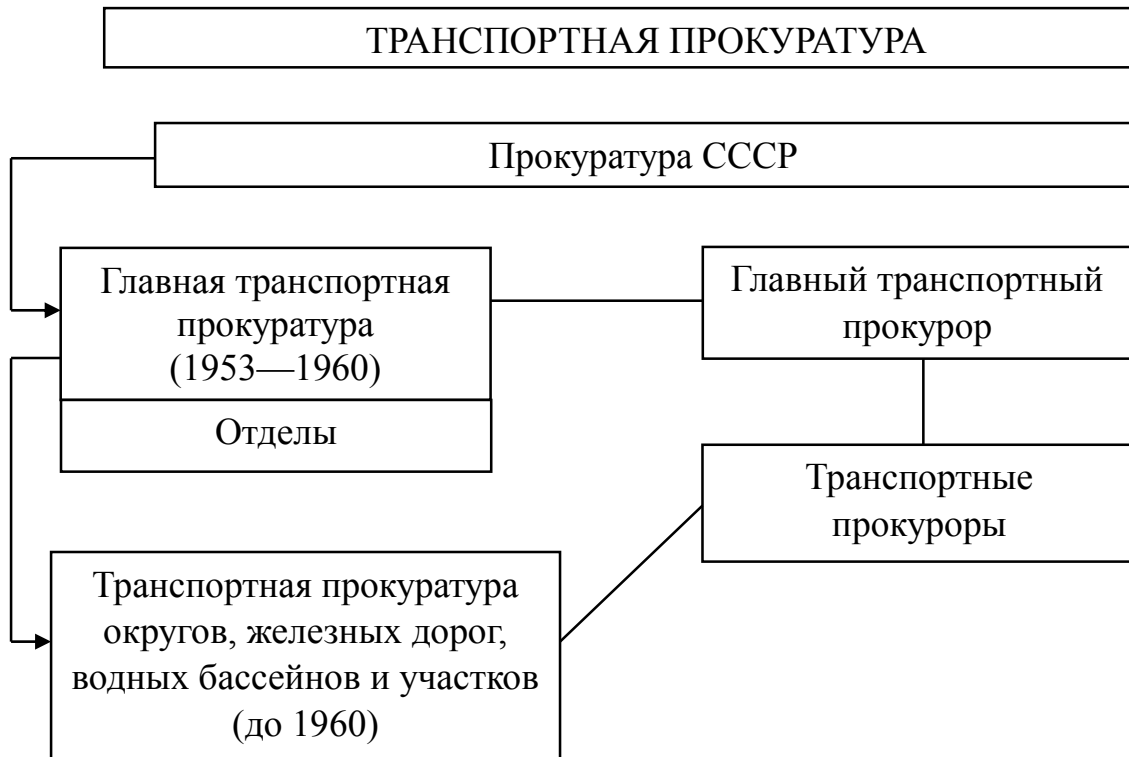 ТРАНСПОРТНАЯ ПРОКУРАТУРА
Прокуратура СССР
Главная транспортная
прокуратура
(1953—1960)
Отделы
Главный транспортный
прокурор
Транспортные
прокуроры
Транспортная прокуратура
округов, железных дорог,
водных бассейнов и участков
(до 1960)